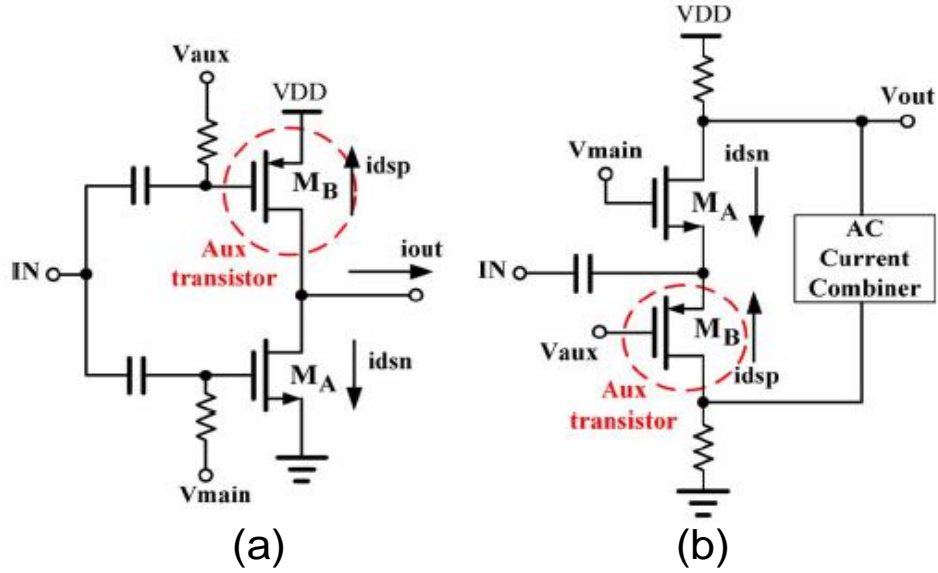 Vaux
VDD
idsp
MB
Aux
transistor
IN
iout
idsn
MA
Vmain
(a)
VDD
Vout
Vmain
idsn
MA
AC
Current
Combiner
IN
MB
Vaux
idsp
Aux
transistor
(b)